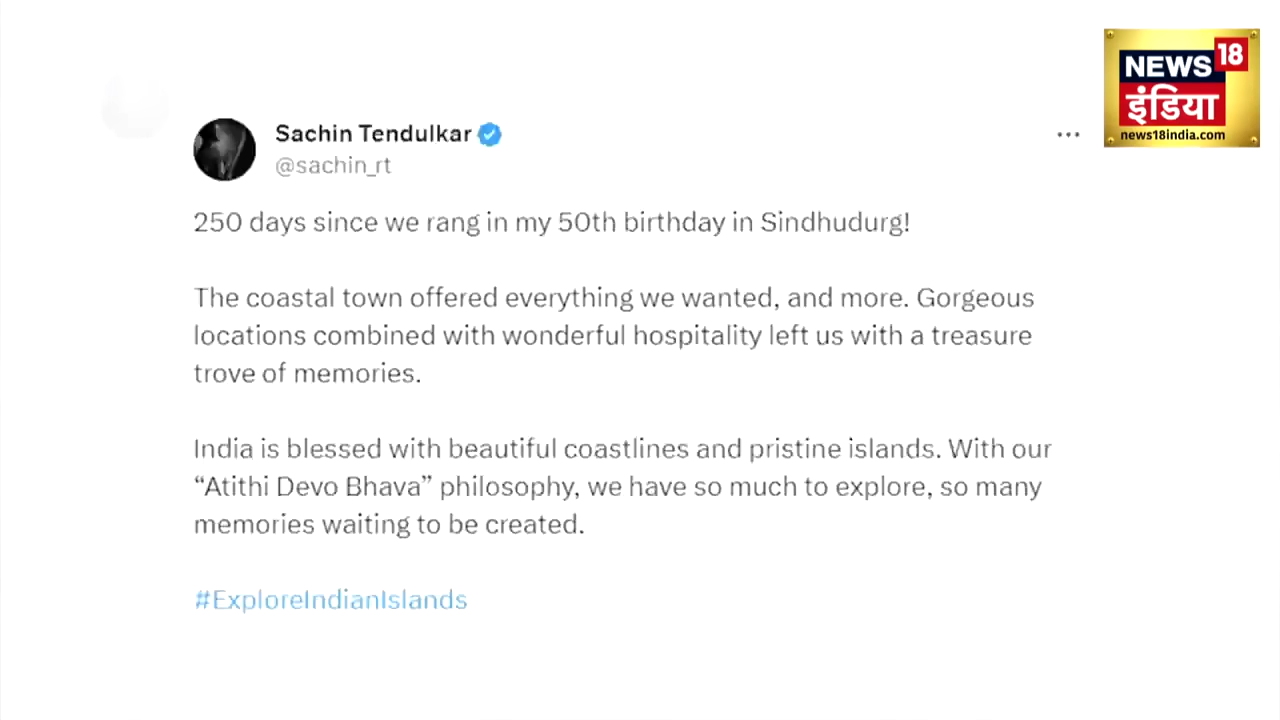 NEWS 18
इंडिया
news18india.com
Sachin Tendulkar
@sachin_rt
250 days since we rang in my 50th birthday in Sindhudurg!
The coastal town offered everything we wanted, and more. Gorgeous
locations combined with wonderful hospitality left us with a treasure
trove of memories.
India is blessed with beautiful coastlines and pristine islands. With our
“Atithi Devo Bhava” philosophy, we have so much to explore, so many
memories waiting to be created.
#ExploreIndianIslands